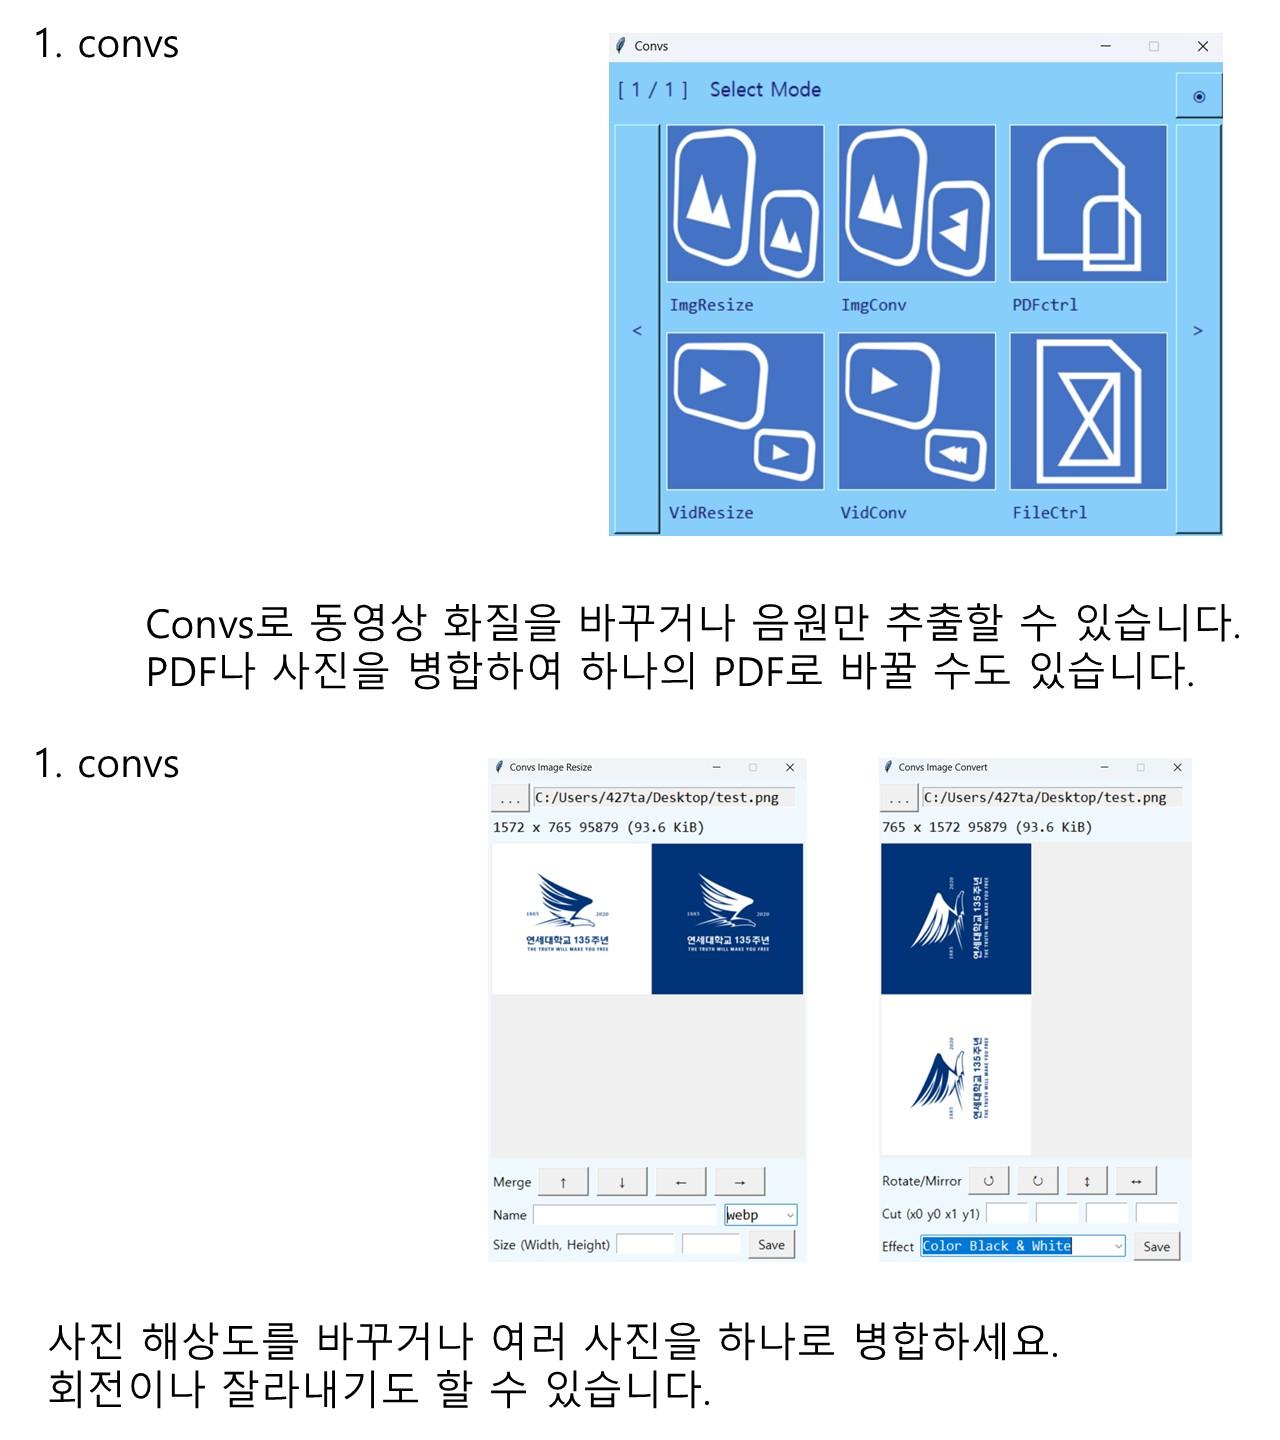 1. convs
Convs
[ 1 / 1 ] Select Mode
ImgResize ImgConv PDFctrl
< >
VidResize VidConv FileCtrl
Convs로 동영상 화질을 바꾸거나 음원만 추출할 수 있습니다.
PDF나 사진을 병합하여 하나의 PDF로 바꿀 수도 있습니다.
1. convs
Convs Image Resize
... C:/Users/427ta/Desktop/test.png
1572 x 765 95879 (93.6 KiB)
1885 2020 1885 2020
연세대학교 135주년 연세대학교 135주년
THE TRUTH WILL MAKE YOU FREE THE TRUTH WILL MAKE YOU FREE
Merge ↑ ↓ ← →
Name webp
Size (Width, Height) Save
Convs Image Convert
... C:/Users/427ta/Desktop/test.png
765 x 1572 95879 (93.6 KiB)
1885 2020
연세대학교 135주년
THE TRUTH WILL MAKE YOU FREE
1885 2020
연세대학교 135주년
THE TRUTH WILL MAKE YOU FREE
Rotate/Mirror ↺ ↻ ↕ ↔
Cut (x0 y0 x1 y1)
Effect Color Black & White Save
사진 해상도를 바꾸거나 여러 사진을 하나로 병합하세요.
회전이나 잘라내기도 할 수 있습니다.